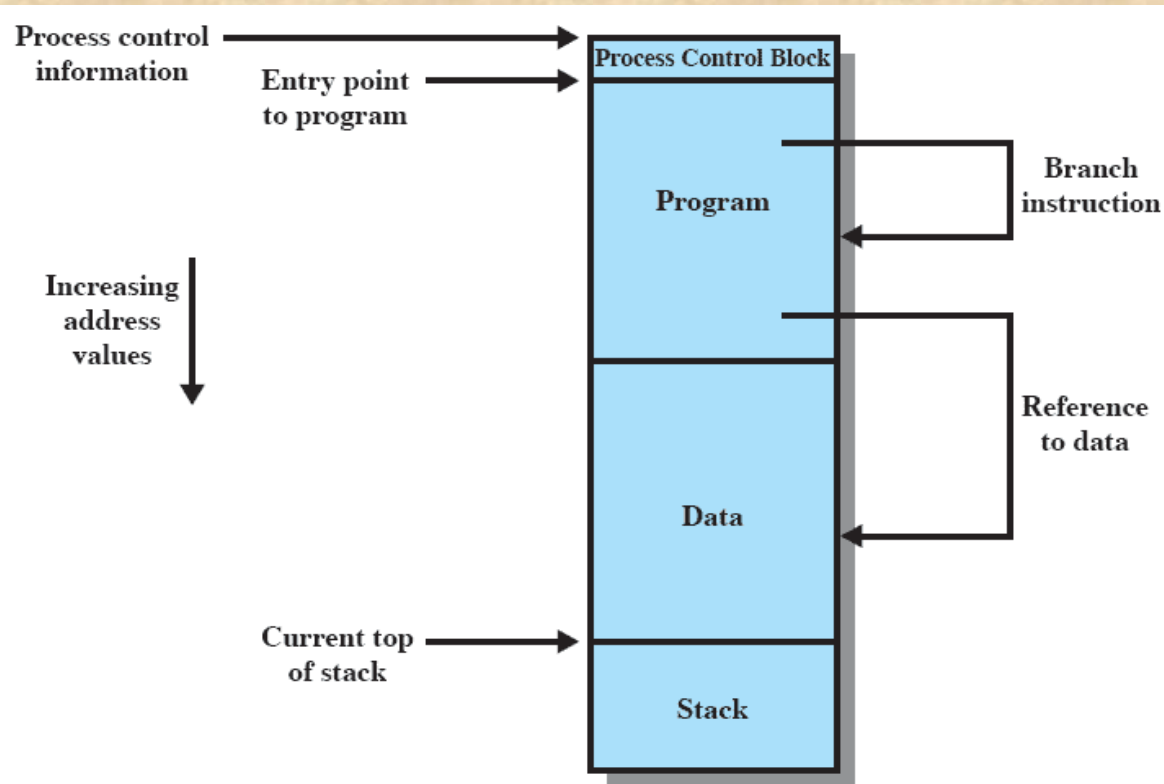 Process control
information
Process Control Block
Entry point
to program
Program
Branch
instruction
Increasing
address
values
Reference
to data
Data
Current top
of stack
Stack